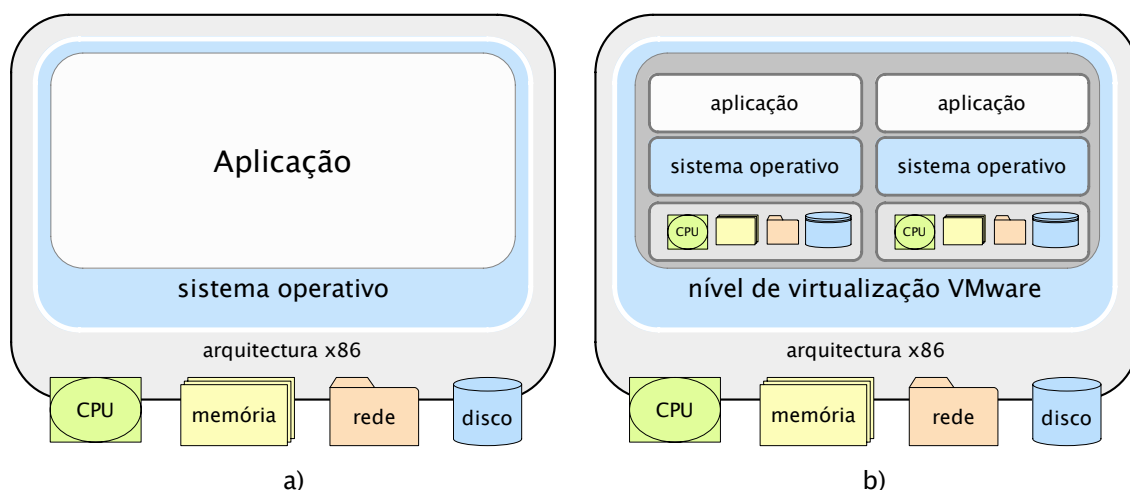 Aplicação
sistema operativo
arquitectura x86
CPU
memória
rede
disco
a)
aplicação
aplicação
sistema operativo
sistema operativo
CPU
CPU
nível de virtualização VMware
arquitectura x86
CPU
memória
rede
disco
b)